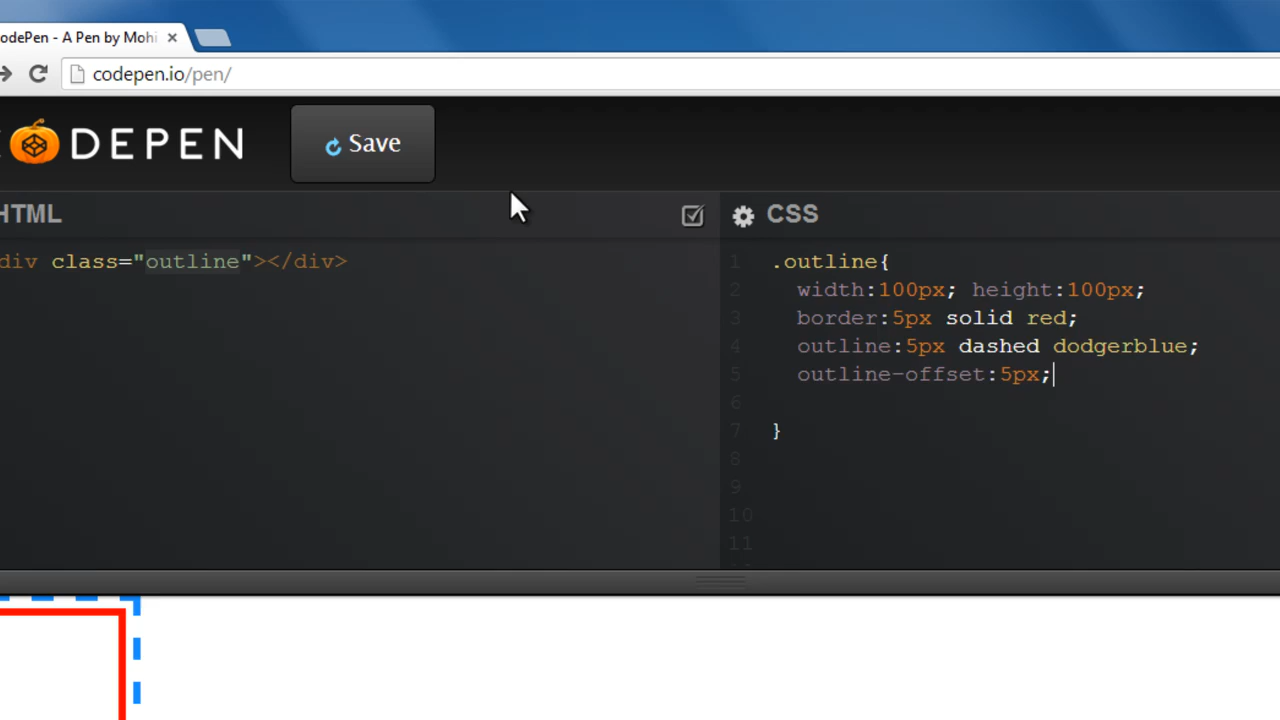 odePen - A Pen by Mohi
codepen.io/pen/
DEPEN
Save
HTML
CSS
div class="outline"></div>
1 .outline{
2 width:100px; height:100px;
3 border:5px solid red;
4 outline:5px dashed dodgerblue;
5 outline-offset:5px;
6
7 }
8
9
10
11